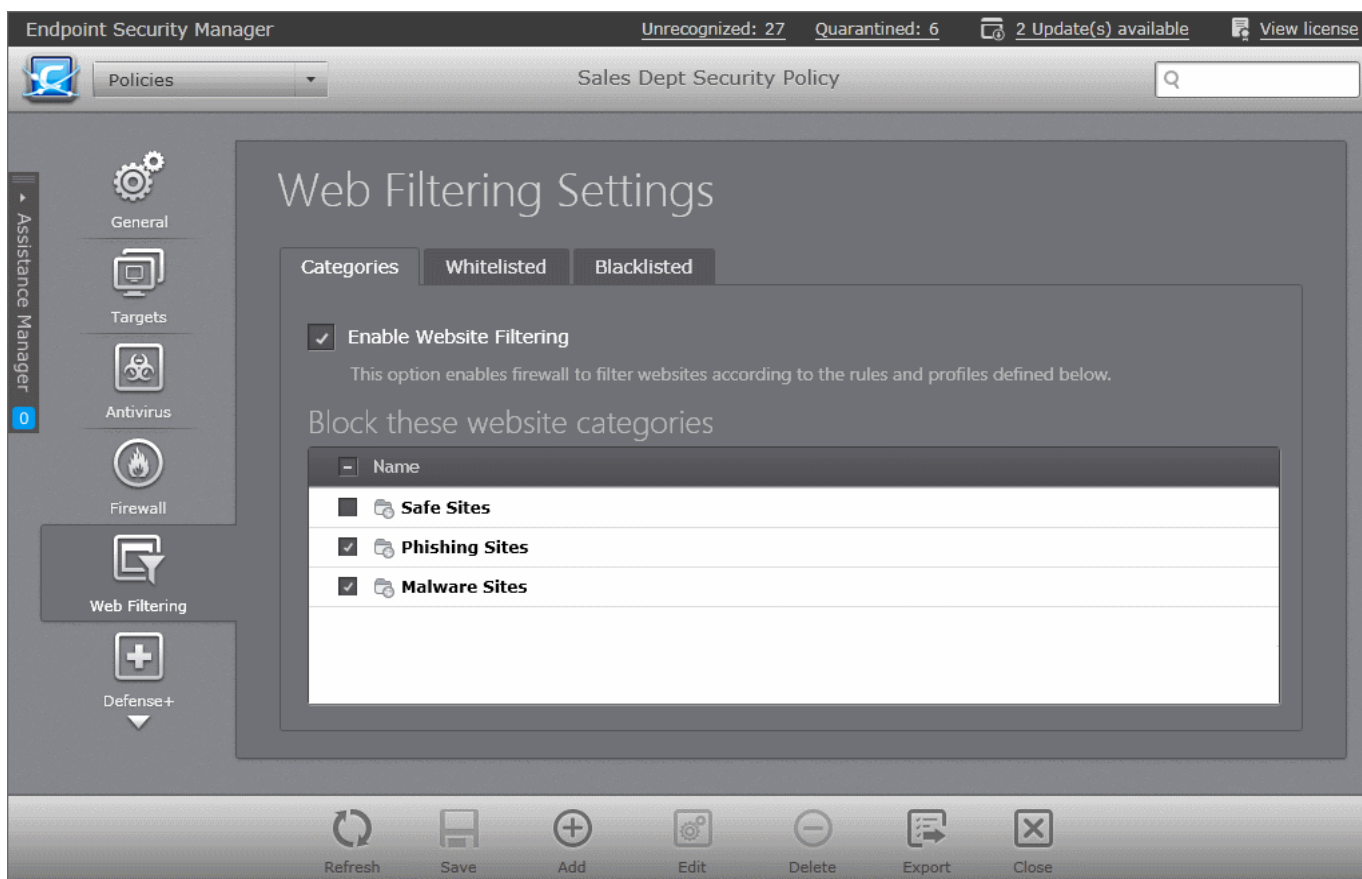 Endpoint Security Manager
Unrecognized: 27
Quarantined: 6
2 Update(s) available
View license
Policies
Sales Dept Security Policy
Assistance Manager
0
General
Targets
Antivirus
Firewall
Web Filtering
Defense+
Web Filtering Settings
Categories
Whitelisted
Blacklisted
Enable Website Filtering
This option enables firewall to filter websites according to the rules and profiles defined below.
Block these website categories
Name
Safe Sites
Phishing Sites
Malware Sites
Refresh
Save
Add
Edit
Delete
Export
Close